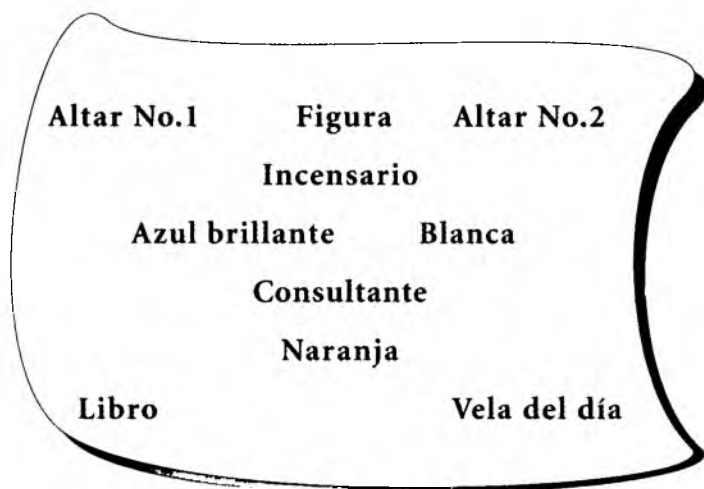 Altar No.1 Figura Altar No.2
Incensario
Azul brillante Blanca
Consultante
Naranja
Libro Vela del día